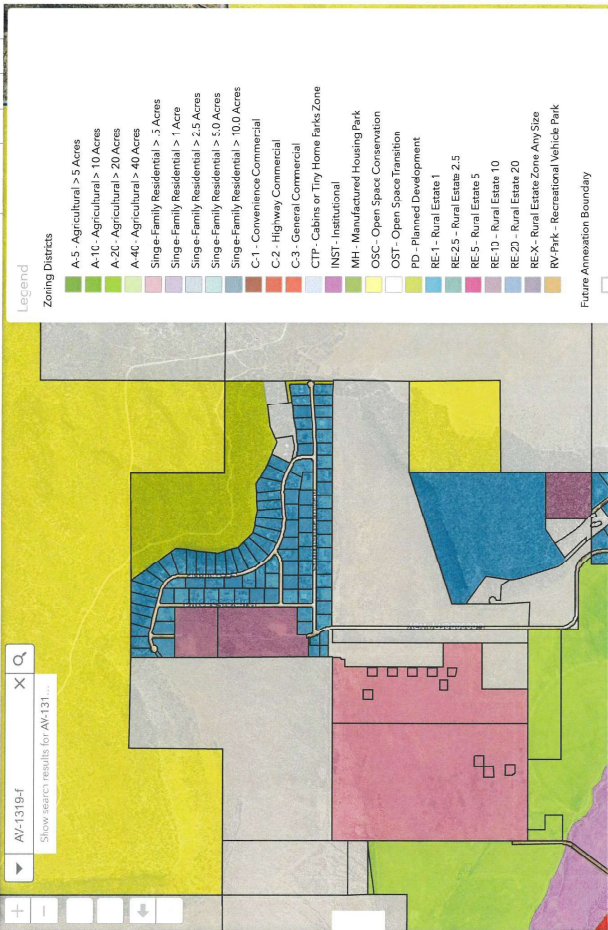 AV-1319-f
Show search results for AV-131...
Legend
Zoning Districts
A-5 - Agricultural > 5 Acres
A-10 - Agricultural > 10 Acres
A-20 - Agricultural > 20 Acres
A-40 - Agricultural > 40 Acres
Singe-Family Residential > .5 Acres
Singe-Family Residential > 1 Acre
Singe-Family Residential > 2.5 Acres
Singe-Family Residential > 5.0 Acres
Singe-Family Residential > 10.0 Acres
C-1 - Convenience Commercial
C-2 - Highway Commercial
C-3 - General Commercial
CTP - Cabins or Tiny Home Parks Zone
INST - Institutional
MH - Manufactured Housing Park
OSC - Open Space Conservation
OST - Open Space Transition
PD - Planned Development
RE-1 - Rural Estate 1
RE-2.5 - Rural Estate 2.5
RE-5 - Rural Estate 5
RE-10 - Rural Estate 10
RE-20 - Rural Estate 20
RE-X - Rural Estate Zone Any Size
RV-Park - Recreational Vehicle Park
Future Annexation Boundary